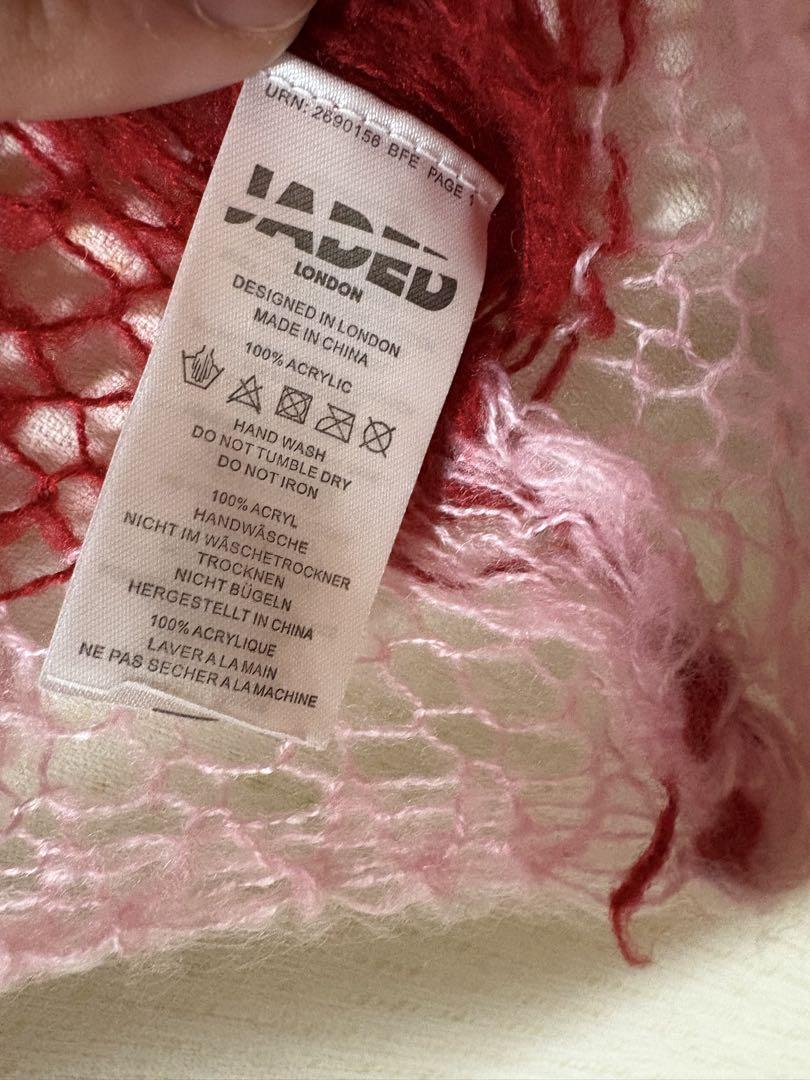 URN: 2690156 BFE PAGE 1
JADED
LONDON
DESIGNED IN LONDON
MADE IN CHINA
100% ACRYLIC
HAND WASH
DO NOT TUMBLE DRY
DO NOT IRON
100% ACRYL
HANDWÄSCHE
NICHT IM WÄSCHETROCKNER
TROCKNEN
NICHT BÜGELN
HERGESTELLT IN CHINA
100% ACRYLIQUE
LAVER A LA MAIN
NE PAS SECHER A LA MACHINE